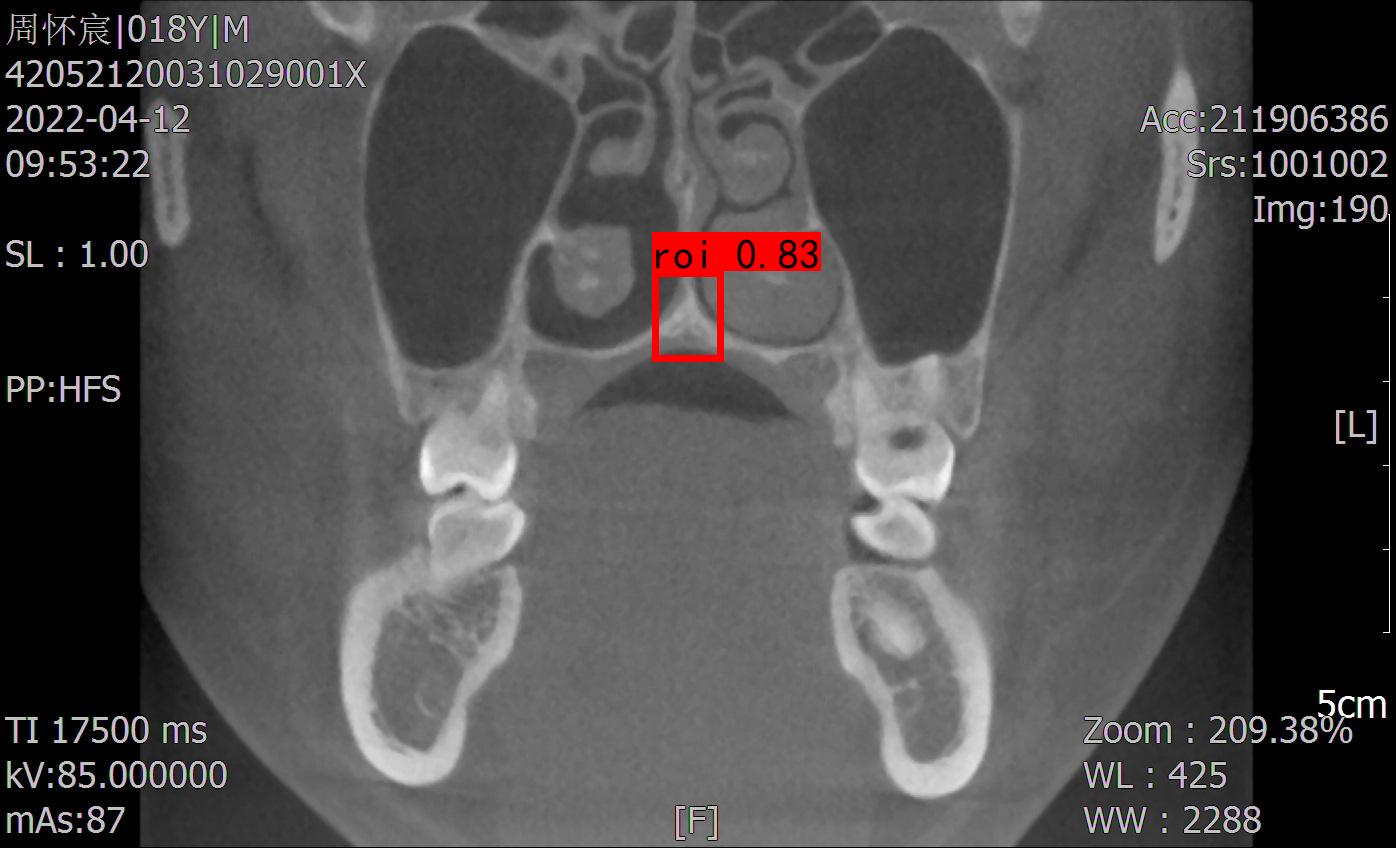 周怀宸|018Y|M
42052120031029001X
2022-04-12
09:53:22
SL : 1.00
PP:HFS
Acc:211906386
Srs:1001002
Img:190
roi 0.83
[L]
5cm
TI 17500 ms
kV:85.000000
mAs:87
[F]
Zoom : 209.38%
WL : 425
WW : 2288